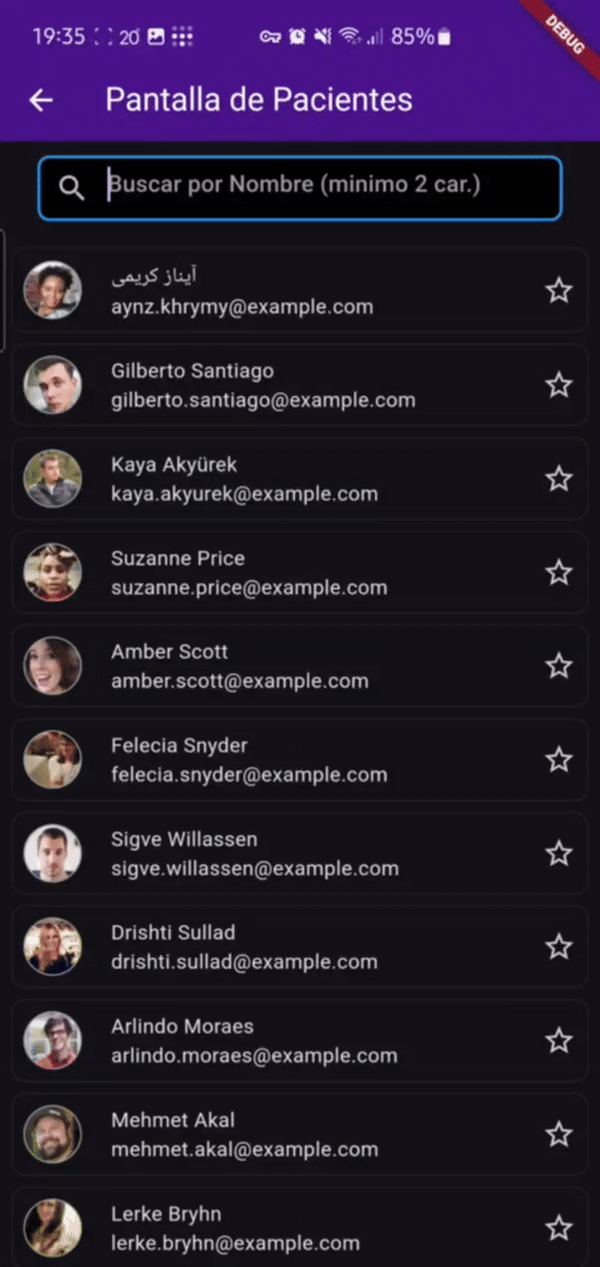 19:35 20° 85%
DEBUG
Pantalla de Pacientes
Buscar por Nombre (minimo 2 car.)
آیناز کریمی
aynz.khrymy@example.com
Gilberto Santiago
gilberto.santiago@example.com
Kaya Akyürek
kaya.akyurek@example.com
Suzanne Price
suzanne.price@example.com
Amber Scott
amber.scott@example.com
Felecia Snyder
felecia.snyder@example.com
Sigve Willassen
sigve.willassen@example.com
Drishti Sullad
drishti.sullad@example.com
Arlindo Moraes
arlindo.moraes@example.com
Mehmet Akal
mehmet.akal@example.com
Lerke Bryhn
lerke.bryhn@example.com